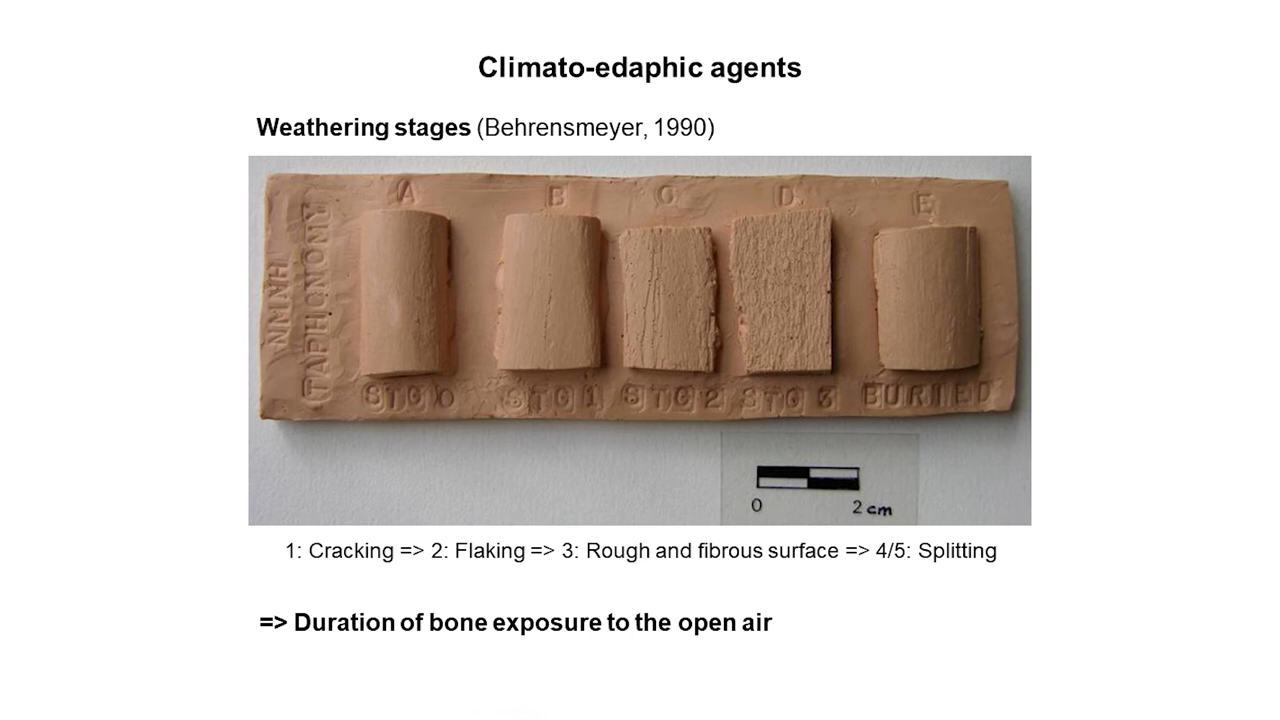 Climato-edaphic agents
Weathering stages (Behrensmeyer, 1990)
A B C D E
NMNH
TAPHONOMY
STG 0 STG 1 STG 2 STG 3 BURIED
0 2 cm
1: Cracking => 2: Flaking => 3: Rough and fibrous surface => 4/5: Splitting
=> Duration of bone exposure to the open air